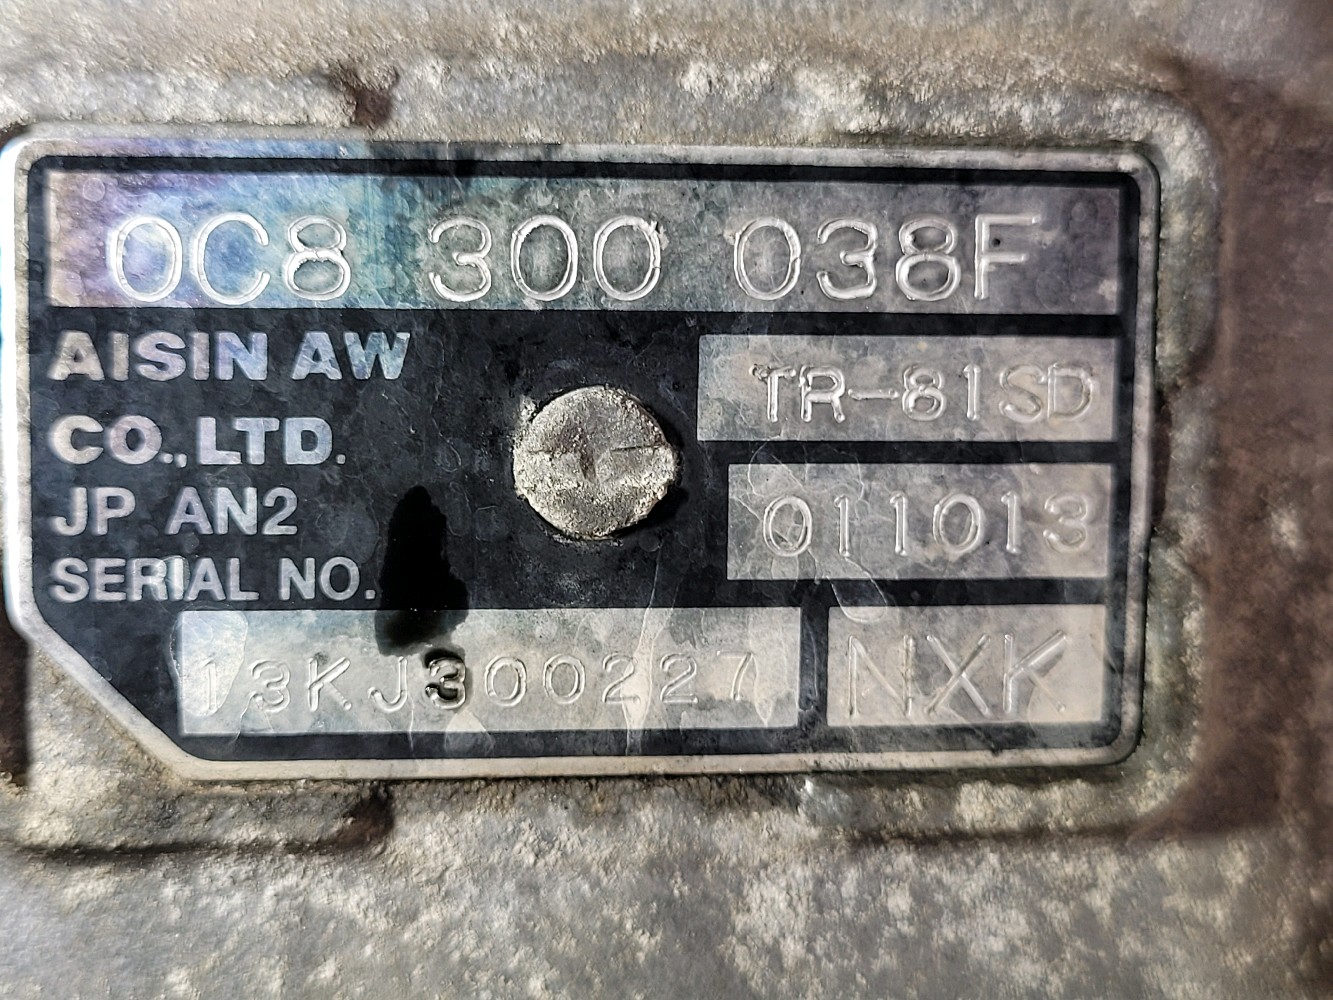 0C8 300 038F
AISIN AW
CO.,LTD.
TR-81SD
JP AN2
011013
SERIAL NO.
13KJ300227
NXK